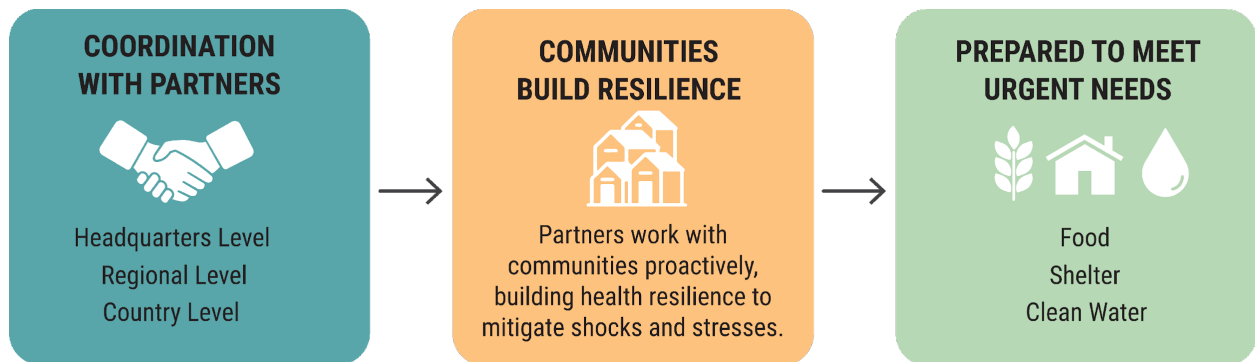 COORDINATION
WITH PARTNERS
Headquarters Level
Regional Level
Country Level
COMMUNITIES
BUILD RESILIENCE
Partners work with
communities proactively,
building health resilience to
mitigate shocks and stresses.
PREPARED TO MEET
URGENT NEEDS
Food
Shelter
Clean Water